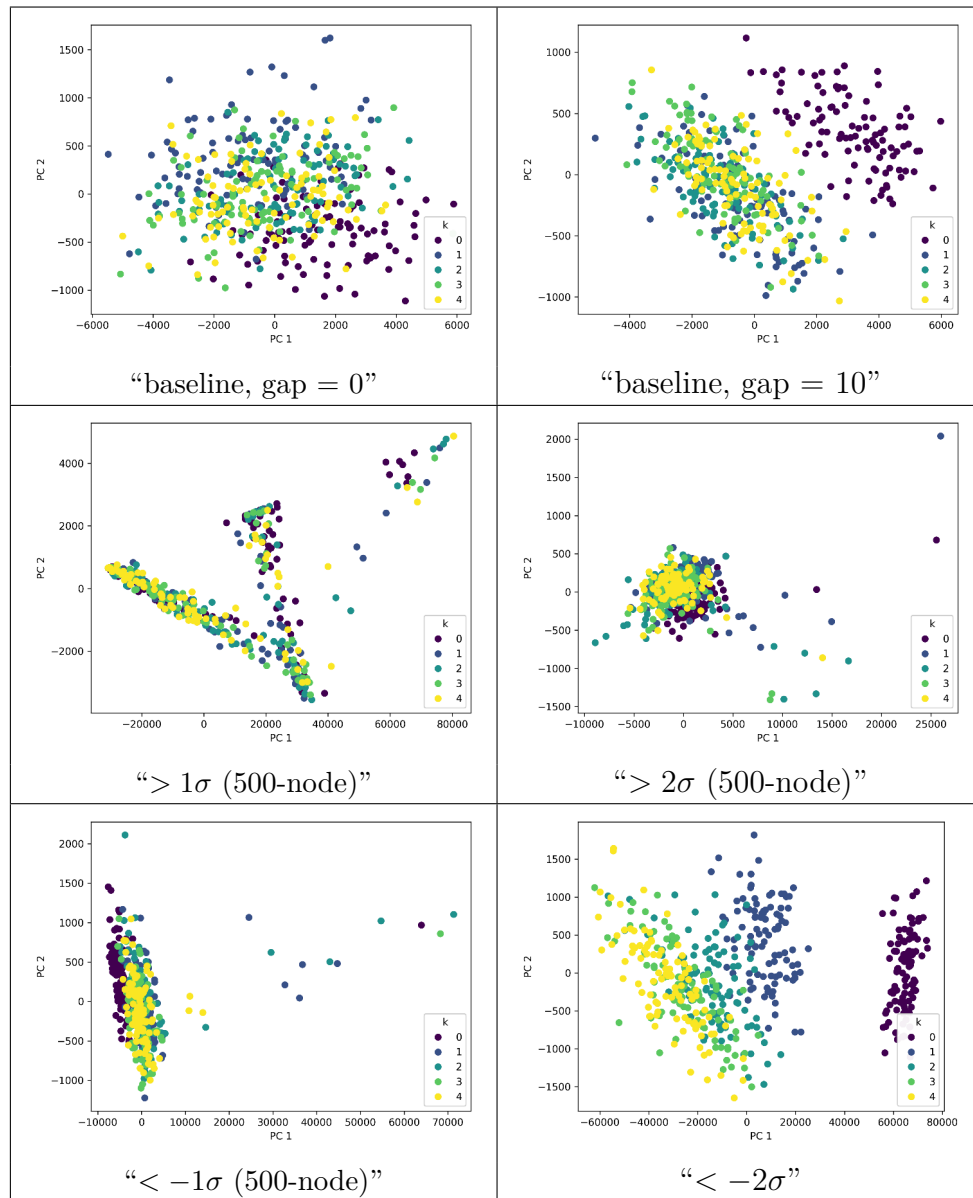 1500
1000
500
0
−500
−1000
PC 2
−6000 −4000 −2000 0 2000 4000 6000
PC 1
k
0
1
2
3
4
“baseline, gap = 0”
1000
500
0
−500
−1000
PC 2
−4000 −2000 0 2000 4000 6000
PC 1
k
0
1
2
3
4
“baseline, gap = 10”
4000
2000
0
−2000
PC 2
−20000 0 20000 40000 60000 80000
PC 1
k
0
1
2
3
4
“> 1σ (500-node)”
2000
1500
1000
500
0
−500
−1000
−1500
PC 2
−10000 −5000 0 5000 10000 15000 20000 25000
PC 1
k
0
1
2
3
4
“> 2σ (500-node)”
2000
1500
1000
500
0
−500
−1000
PC 2
−10000 0 10000 20000 30000 40000 50000 60000 70000
PC 1
k
0
1
2
3
4
“< −1σ (500-node)”
1500
1000
500
0
−500
−1000
−1500
PC 2
−60000 −40000 −20000 0 20000 40000 60000 80000
PC 1
k
0
1
2
3
4
“< −2σ”